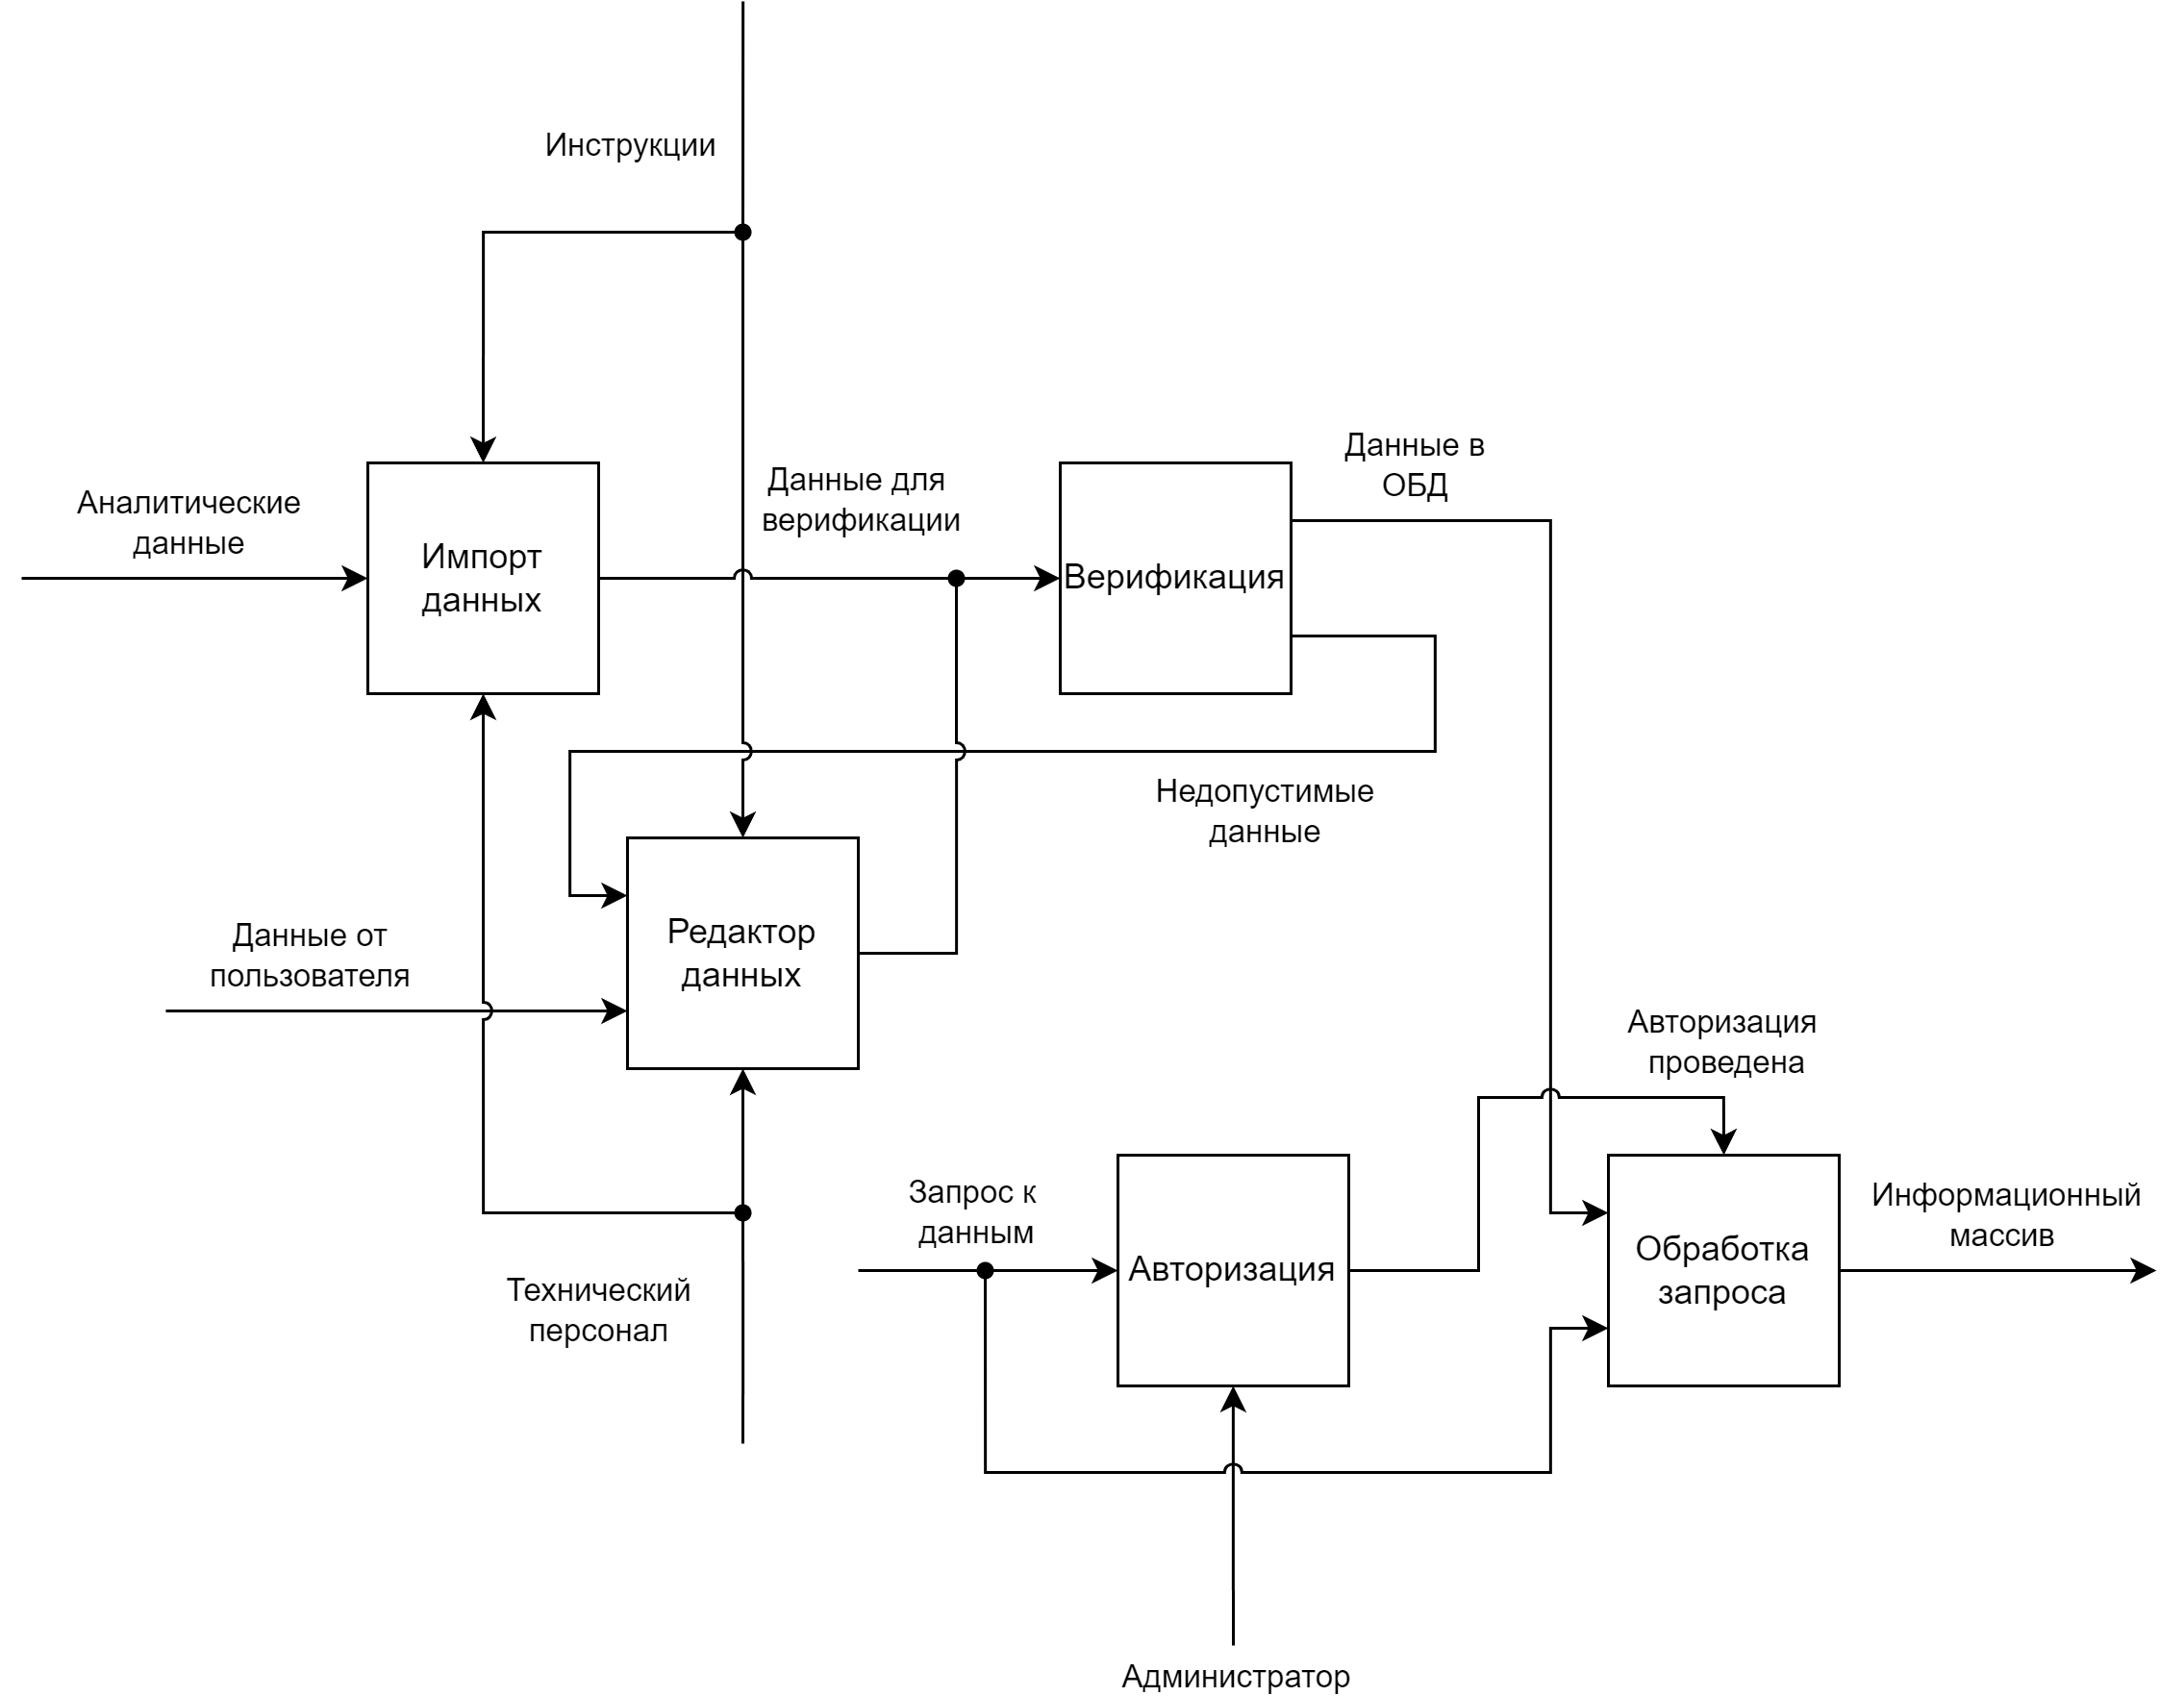 Инструкции
Данные в
ОБД
Данные для
верификации
Аналитические
данные
Импорт
данных
Верификация
Недопустимые
данные
Данные от
пользователя
Редактор
данных
Авторизация
проведена
Запрос к
данным
Авторизация
Информационный
массив
Обработка
запроса
Технический
персонал
Администратор